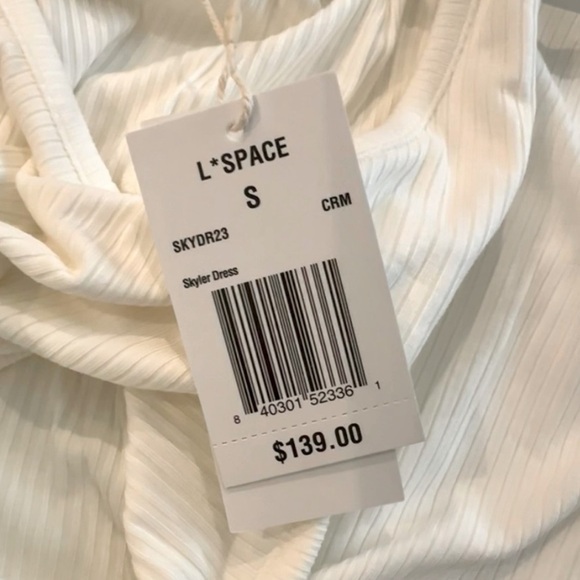 L*SPACE
S
SKYDR23 CRM
Skyler Dress
8 40301 52336 1
$139.00